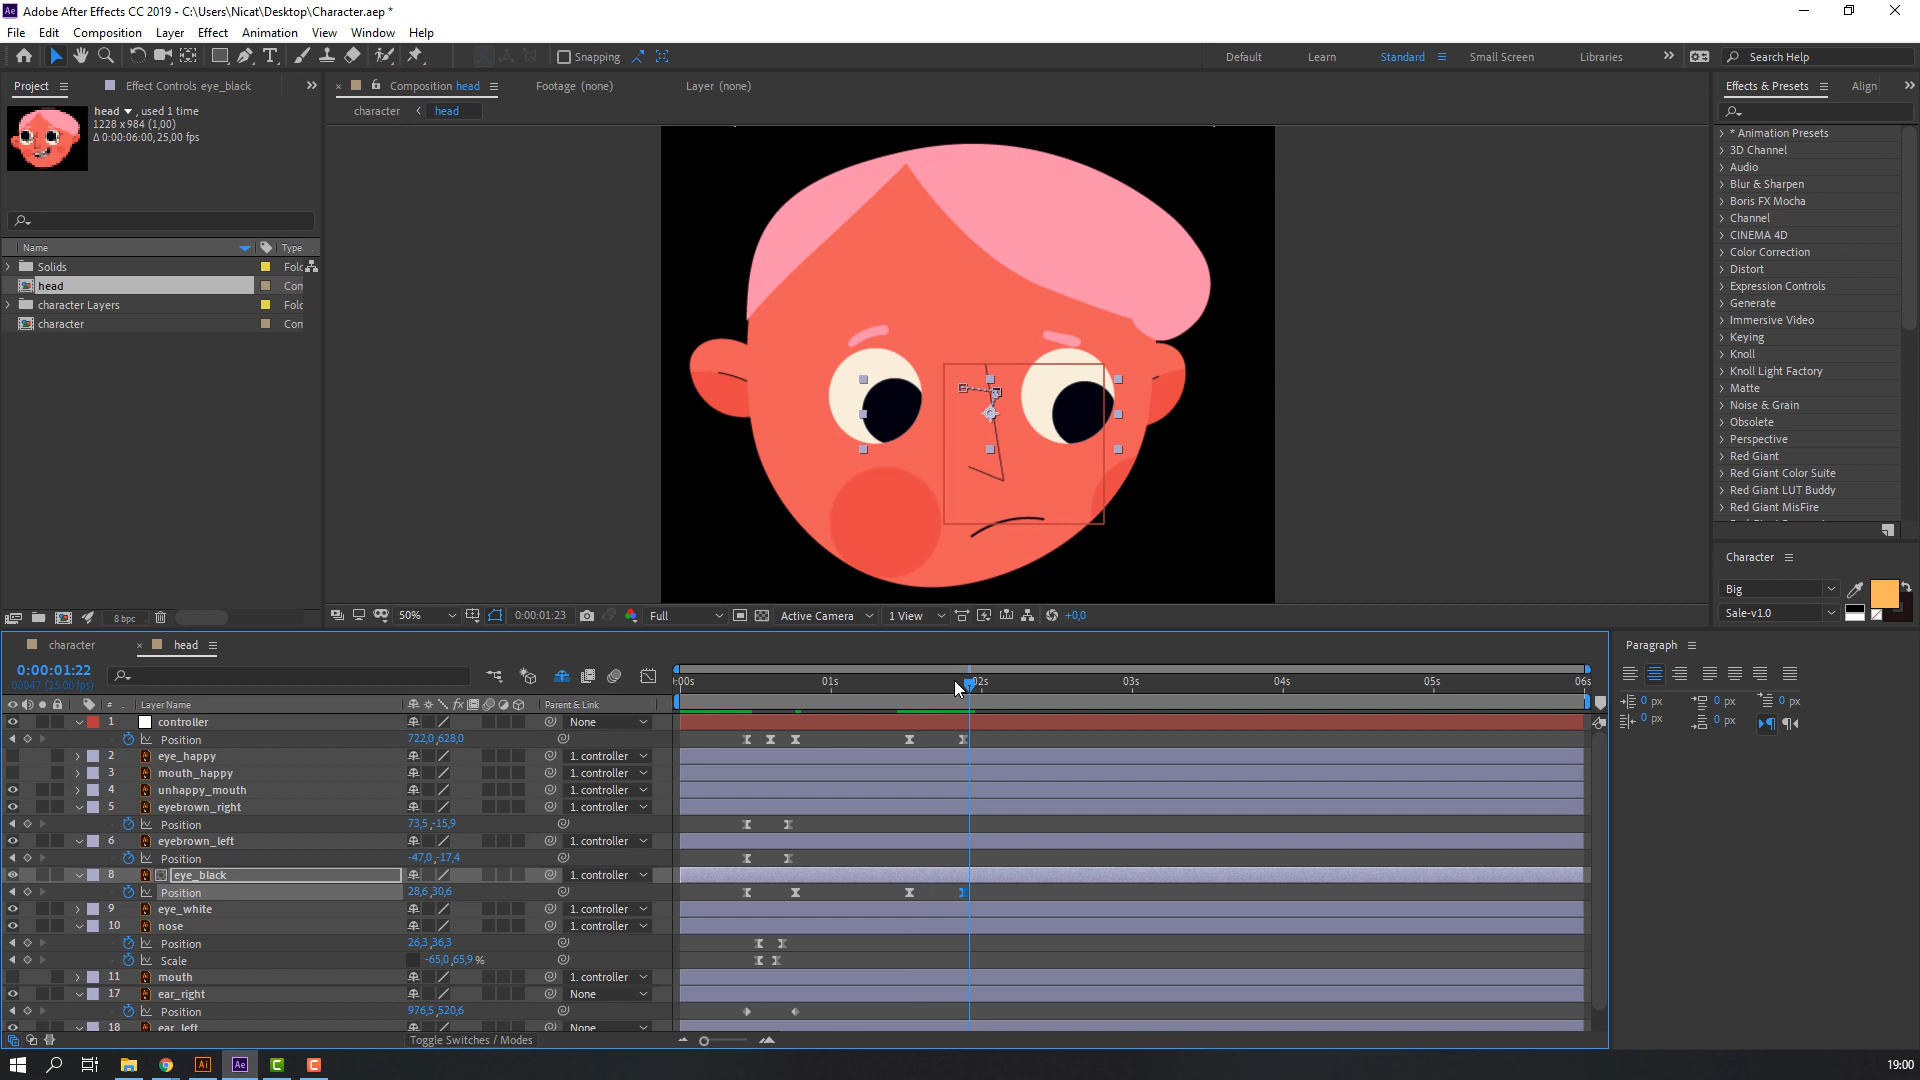 Adobe After Effects CC 2019 - C:\Users\Nicat\Desktop\Character.aep *
File Edit Composition Layer Effect Animation View Window Help
Snapping
Default Learn Standard Small Screen Libraries Search Help
Project Effect Controls eye_black
Composition head Footage (none) Layer (none)
Effects & Presets Align
head , used 1 time
1228 x 984 (1,00)
Δ 0:00:06:00, 25,00 fps
character head
Name Type
Solids Folc
head Con
character Layers Folc
character Con
8 bpc
* Animation Presets
3D Channel
Audio
Blur & Sharpen
Boris FX Mocha
Channel
CINEMA 4D
Color Correction
Distort
Expression Controls
Generate
Immersive Video
Keying
Knoll
Knoll Light Factory
Matte
Noise & Grain
Obsolete
Perspective
Red Giant
Red Giant Color Suite
Red Giant LUT Buddy
Red Giant MisFire
Character
Big
Sale-v1.0
50% 0:00:01:23 Full Active Camera 1 View +0,0
character head
0:00:01:22
00047 (25.00 fps)
# Layer Name Parent & Link
:00s 01s 02s 03s 04s 05s 06s
1 controller None
Position 722,0,628,0
2 eye_happy 1. controller
3 mouth_happy 1. controller
4 unhappy_mouth 1. controller
5 eyebrown_right 1. controller
Position 73,5,-15,9
6 eyebrown_left 1. controller
Position -47,0,-17,4
8 eye_black 1. controller
Position 28,6,30,6
9 eye_white 1. controller
10 nose 1. controller
Position 26,3,36,3
Scale -65,0,65,9 %
11 mouth 1. controller
17 ear_right None
Position 976,5,520,6
18 ear_left None
Toggle Switches / Modes
Paragraph
0 px 0 px 0 px
0 px 0 px
19:00